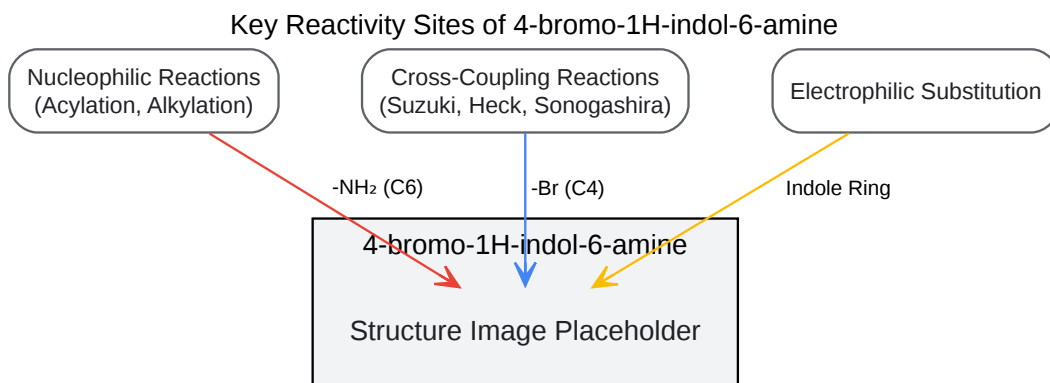 Key Reactivity Sites of 4-bromo-1H-indol-6-amine
Nucleophilic Reactions
(Acylation, Alkylation)
Cross-Coupling Reactions
(Suzuki, Heck, Sonogashira)
Electrophilic Substitution
-NH₂ (C6)
-Br (C4)
Indole Ring
4-bromo-1H-indol-6-amine
Structure Image Placeholder